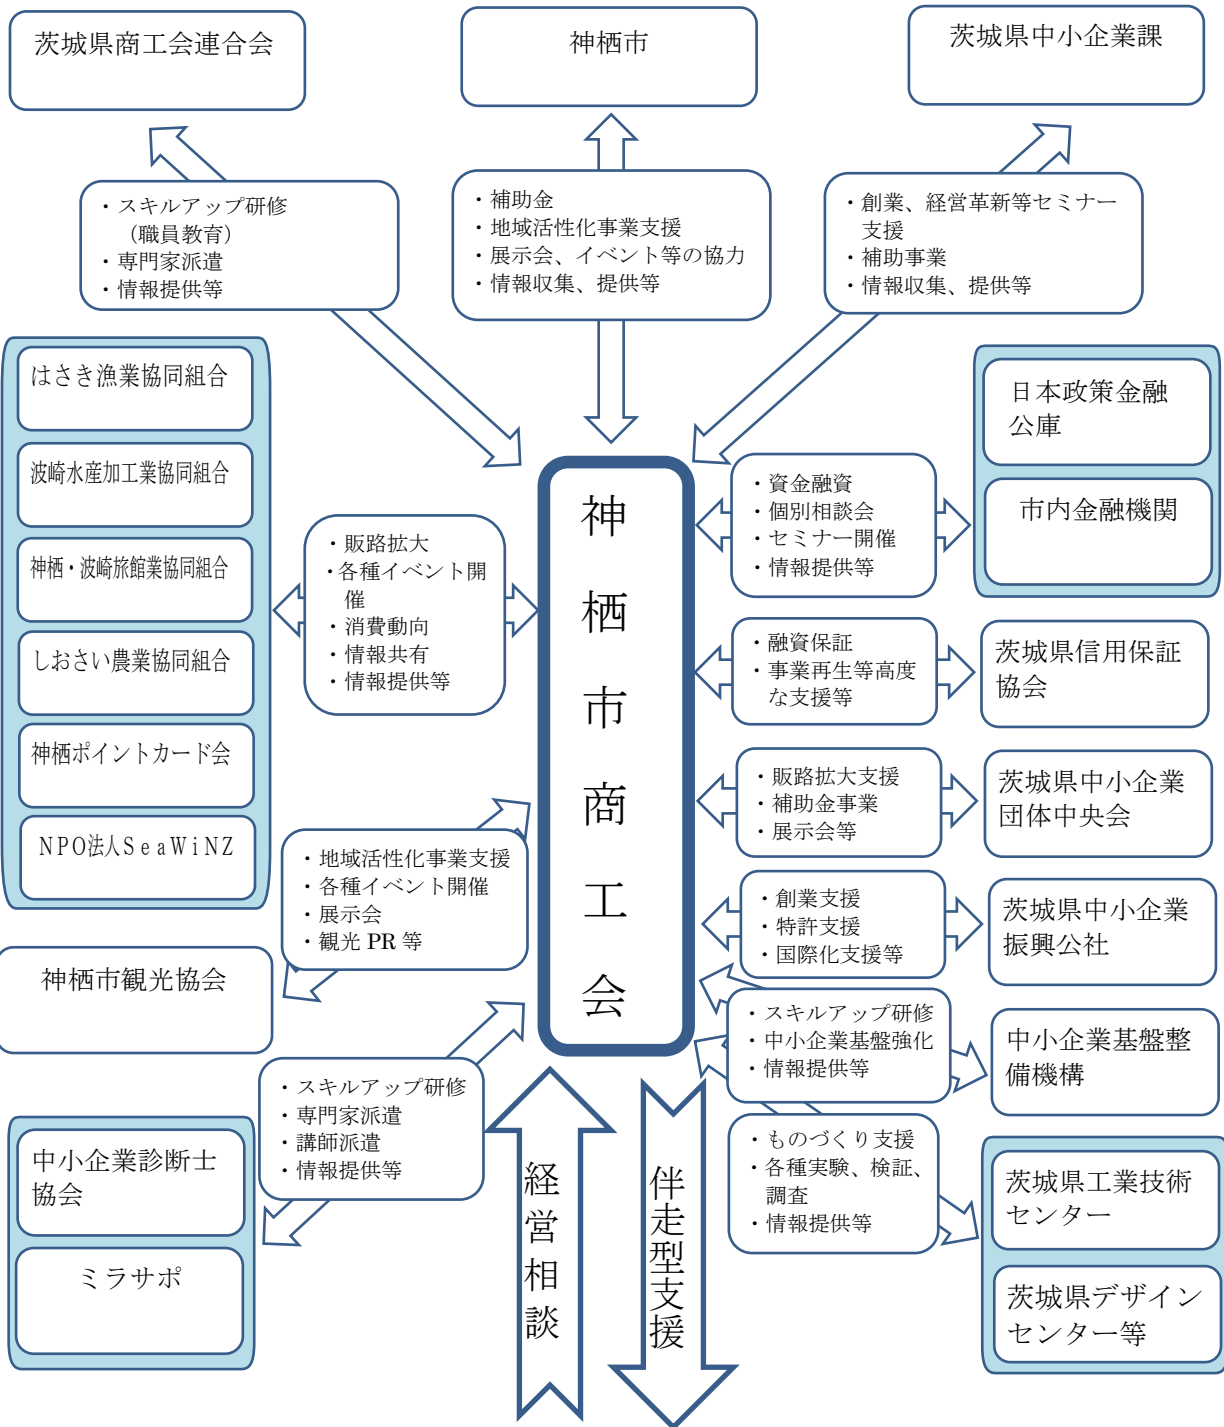 茨城県商工会連合会
神栖市
茨城県中小企業課
・スキルアップ研修
（職員教育）
・専門家派遣
・情報提供等
・補助金
・地域活性化事業支援
・展示会、イベント等の協力
・情報収集、提供等
・創業、経営革新等セミナー
支援
・補助事業
・情報収集、提供等
はさき漁業協同組合
波崎水産加工業協同組合
神栖・波崎旅館業協同組合
しおさい農業協同組合
神栖ポイントカード会
NPO法人SeaWiNZ
・販路拡大
・各種イベント開
催
・消費動向
・情報共有
・情報提供等
神栖市商工会
・資金融資
・個別相談会
・セミナー開催
・情報提供等
日本政策金融
公庫
市内金融機関
・融資保証
・事業再生等高度
な支援等
茨城県信用保証
協会
・販路拡大支援
・補助金事業
・展示会等
茨城県中小企業
団体中央会
・地域活性化事業支援
・各種イベント開催
・展示会
・観光 PR 等
神栖市観光協会
・創業支援
・特許支援
・国際化支援等
茨城県中小企業
振興公社
・スキルアップ研修
・中小企業基盤強化
・情報提供等
中小企業基盤整
備機構
・スキルアップ研修
・専門家派遣
・講師派遣
・情報提供等
中小企業診断士
協会
ミラサポ
経営相談
伴走型支援
・ものづくり支援
・各種実験、検証、
調査
・情報提供等
茨城県工業技術
センター
茨城県デザイン
センター等